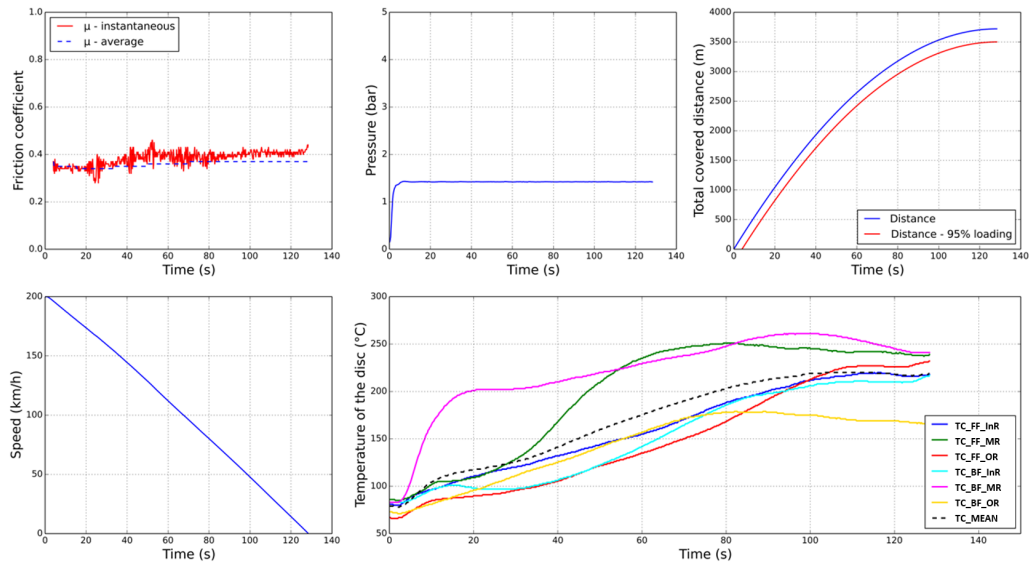 1.0
0.8
0.6
0.4
0.2
0.0
Friction coefficient
μ - instantaneous
μ - average
0 20 40 60 80 100 120 140
Time (s)
5
4
3
2
1
0
Pressure (bar)
0 20 40 60 80 100 120 140
Time (s)
4000
3500
3000
2500
2000
1500
1000
500
0
Total covered distance (m)
Distance
Distance - 95% loading
0 20 40 60 80 100 120 140
Time (s)
200
150
100
50
0
Speed (km/h)
0 20 40 60 80 100 120 140
Time (s)
300
250
200
150
100
50
Temperature of the disc (°C)
TC_FF_InR
TC_FF_MR
TC_FF_OR
TC_BF_InR
TC_BF_MR
TC_BF_OR
TC_MEAN
0 20 40 60 80 100 120 140
Time (s)